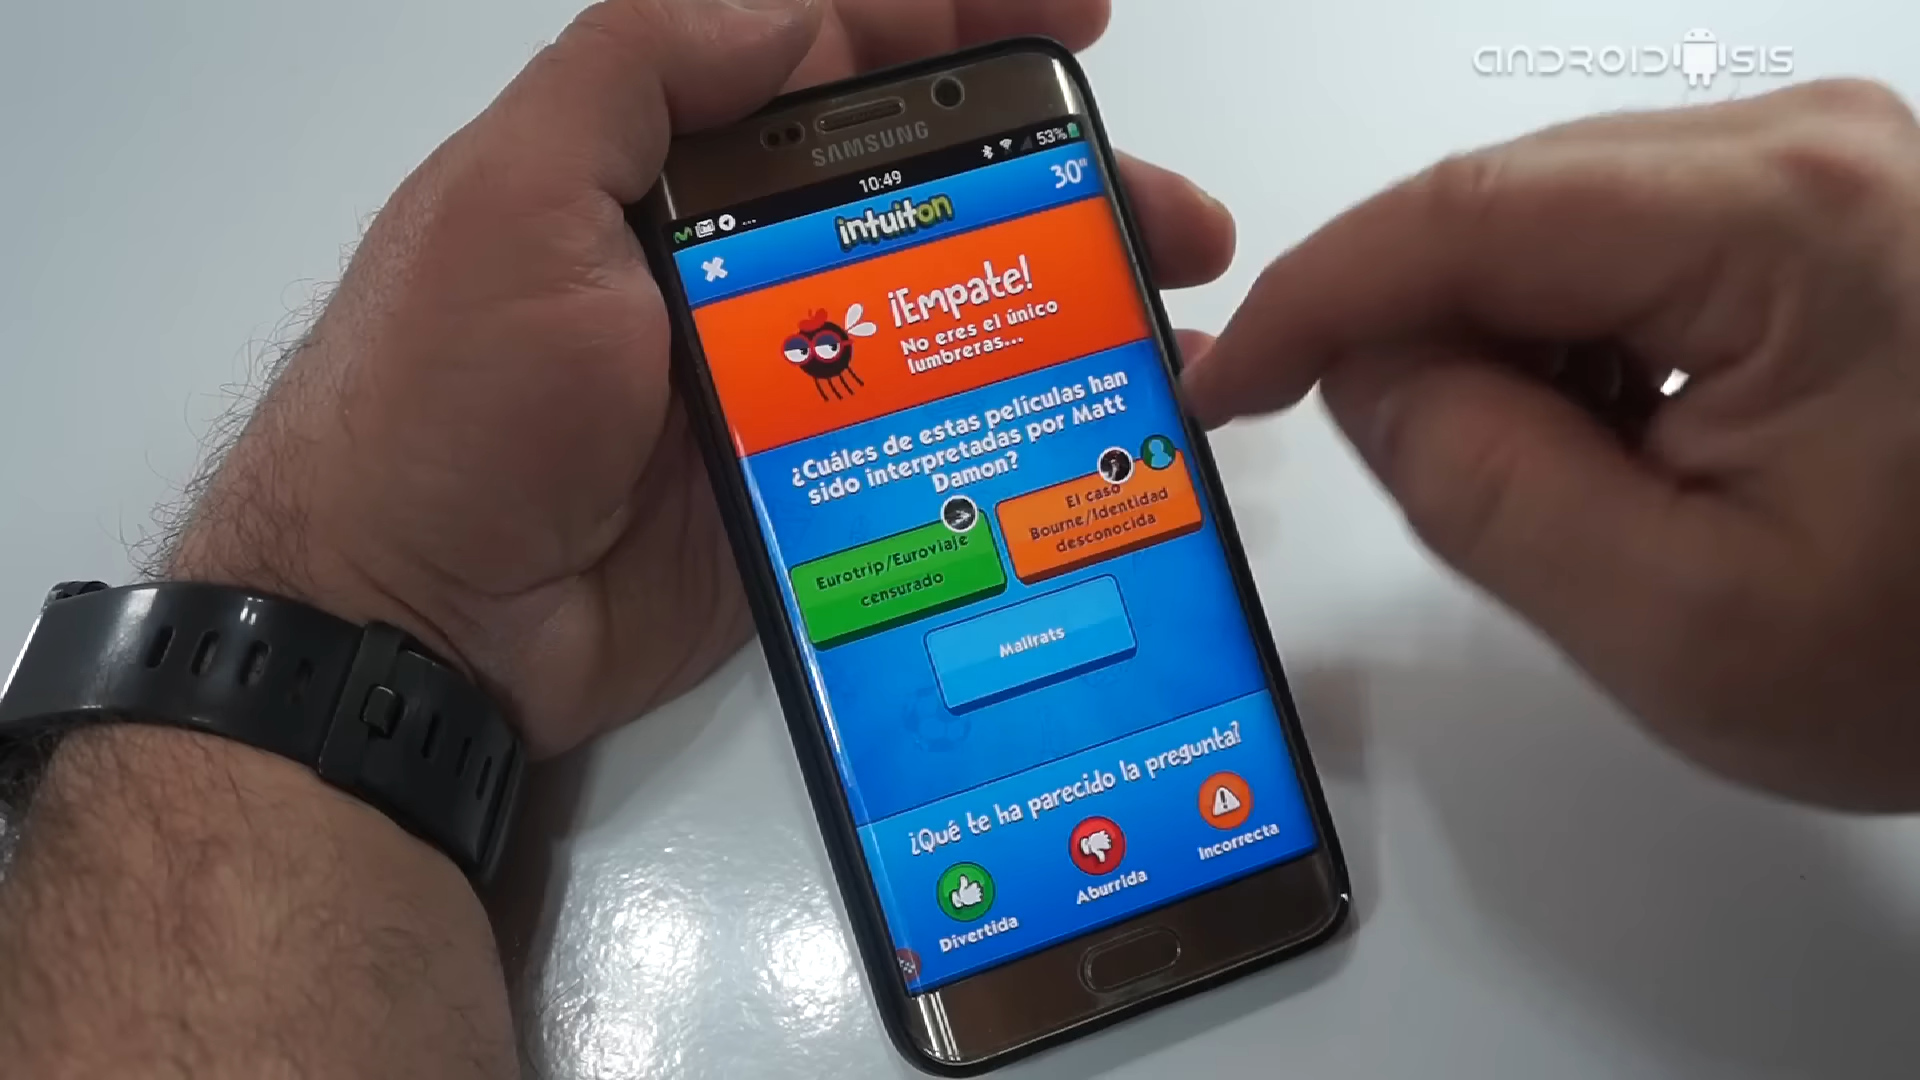 ANDROIDSIS
SAMSUNG
53%
10:49
...
30"
intuiton
¡Empate!
No eres el único
lumbreras...
¿Cuáles de estas películas han
sido interpretadas por Matt
Damon?
Eurotrip/Euroviaje
censurado
El caso
Bourne/Identidad
desconocida
Mallrats
¿Qué te ha parecido la pregunta?
Divertida
Aburrida
Incorrecta